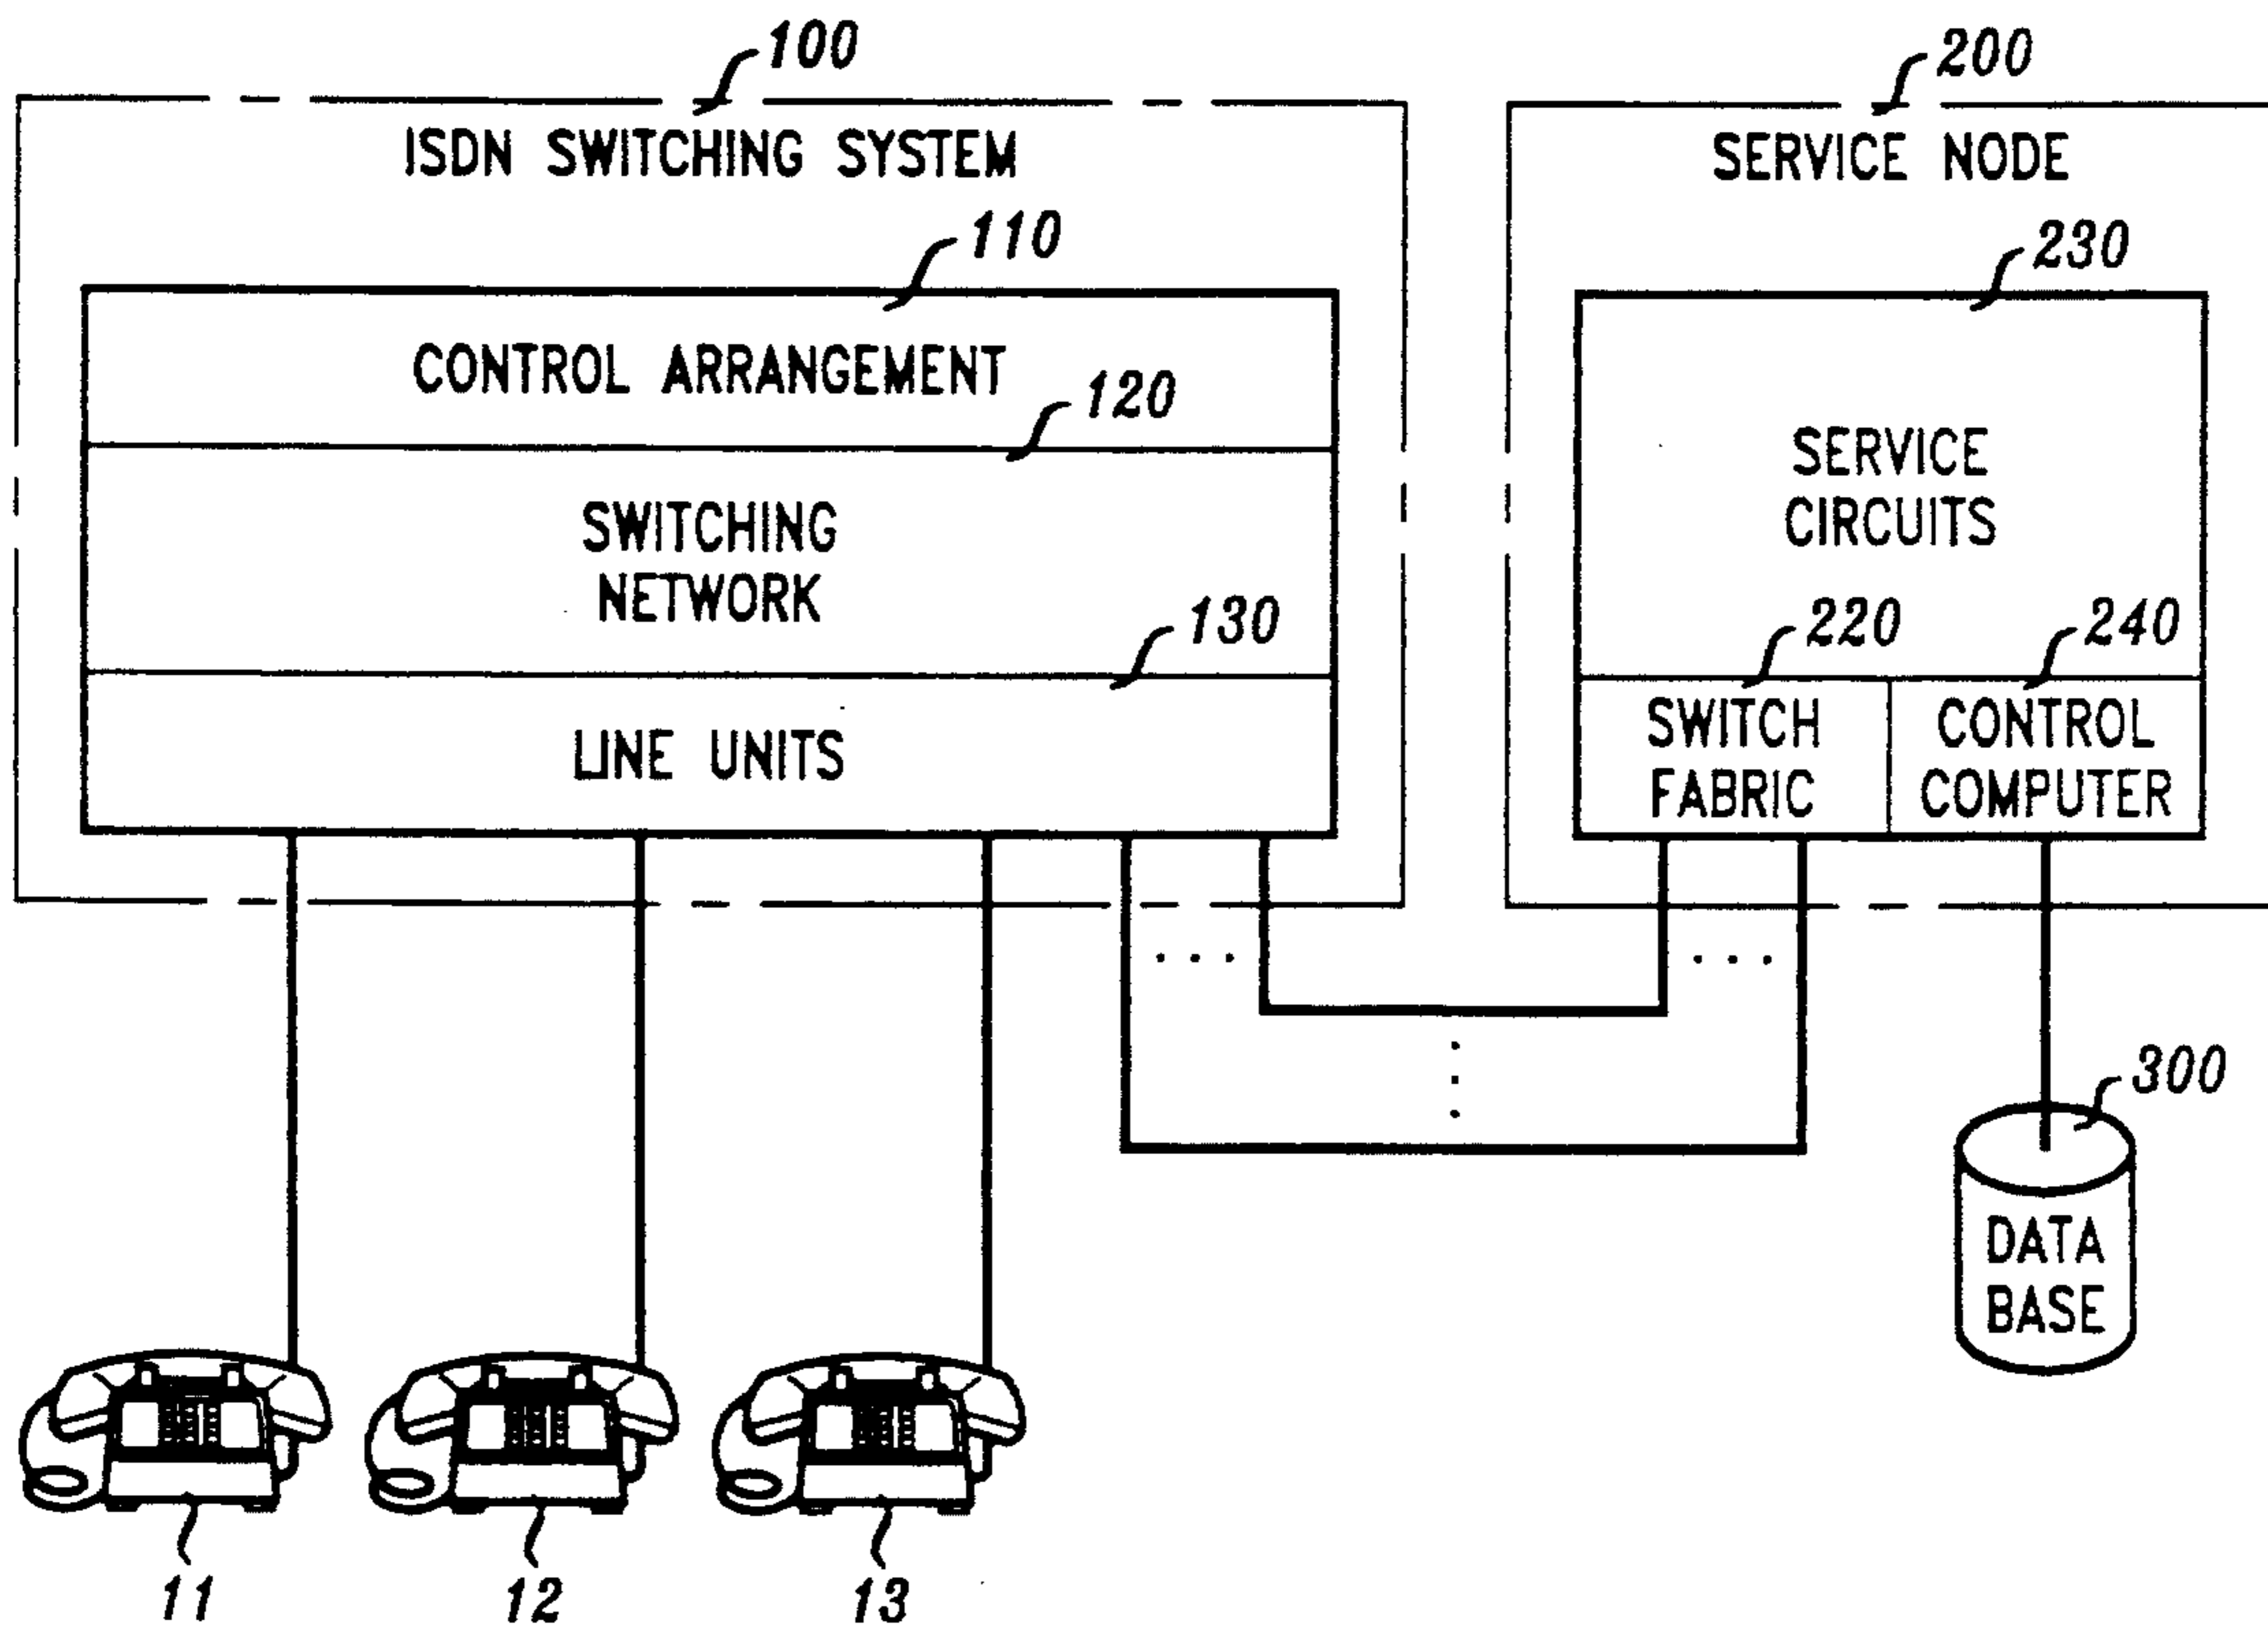 100
ISDN SWITCHING SYSTEM
110
CONTROL ARRANGEMENT
120
SWITCHING
NETWORK
130
LINE UNITS
200
SERVICE NODE
230
SERVICE
CIRCUITS
220
240
SWITCH
FABRIC
CONTROL
COMPUTER
300
DATA
BASE
11
12
13